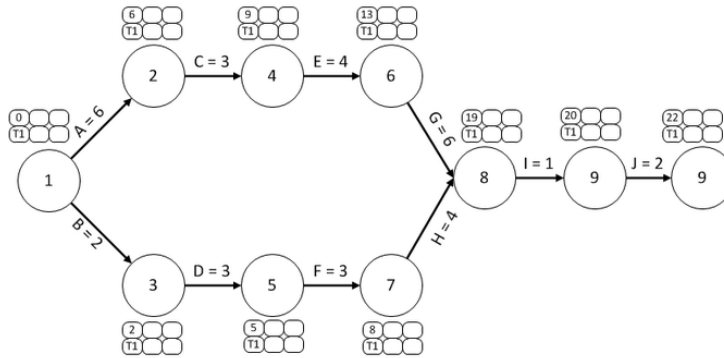 6
T1
9
T1
13
T1
2
C = 3
4
E = 4
6
0
T1
A = 6
G = 6
19
T1
20
T1
22
T1
1
8
I = 1
9
J = 2
9
B = 2
H = 4
3
D = 3
5
F = 3
7
2
T1
5
T1
8
T1